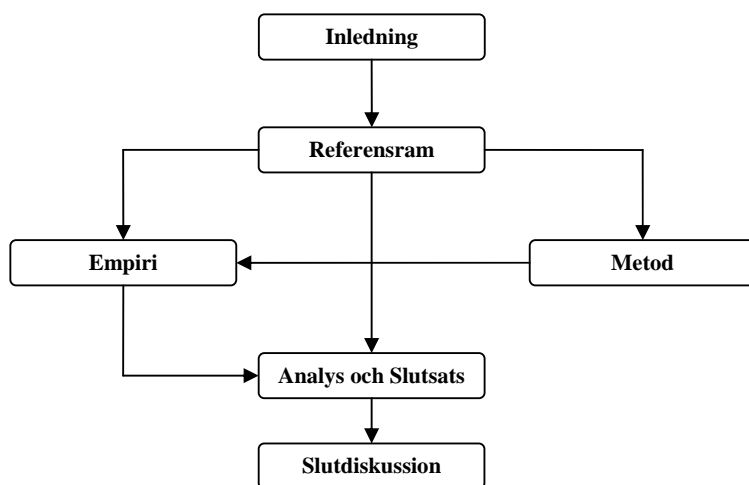 Inledning
Referensram
Empiri
Metod
Analys och Slutsats
Slutdiskussion